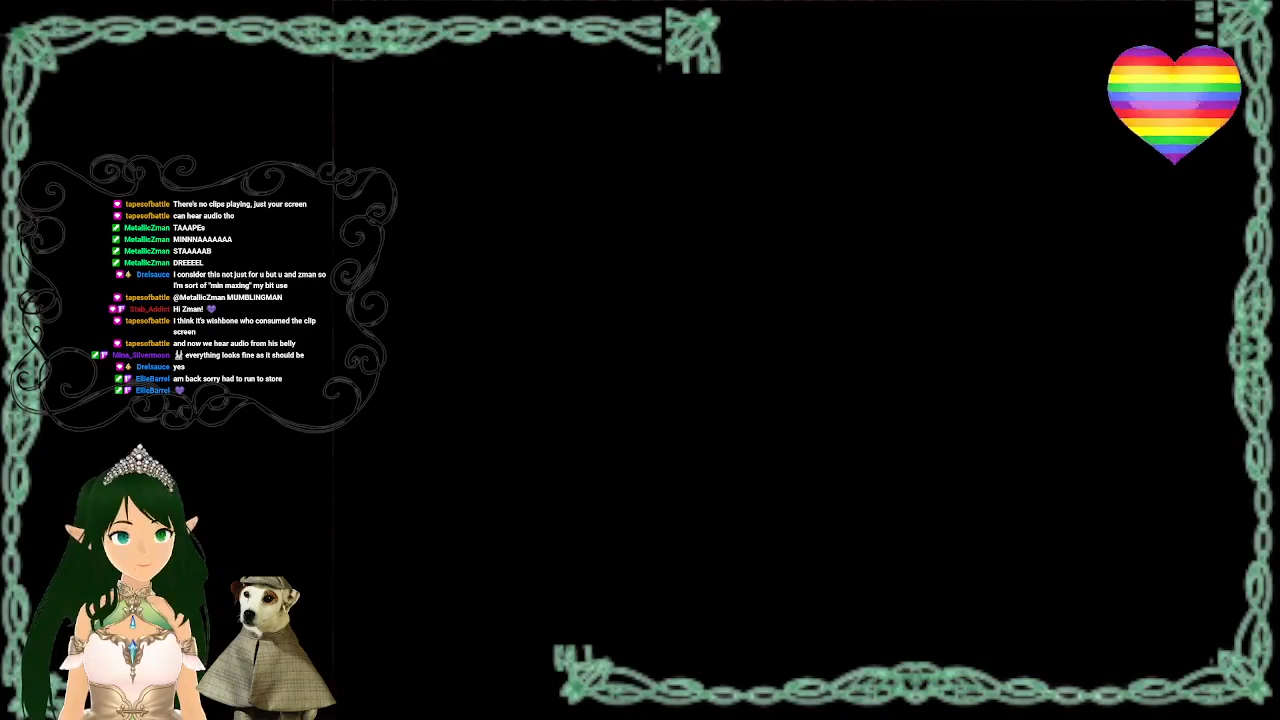 tapesofbattle There's no clips playing, just your screen
tapesofbattle can hear audio tho
MetallicZman TAAAPEs
MetallicZman MINNNAAAAAAA
MetallicZman STAAAAAB
MetallicZman DREEEEL
Drelsauce I consider this not just for u but u and zman so
I'm sort of "min maxing" my bit use
tapesofbattle @MetallicZman MUMBLINGMAN
Stab_Addict Hi Zman! 💜
tapesofbattle I think it's wishbone who consumed the clip
screen
tapesofbattle and now we hear audio from his belly
Mina_Silvermoon everything looks fine as it should be
Drelsauce yes
EllieBarrel am back sorry had to run to store
EllieBarrel 💜